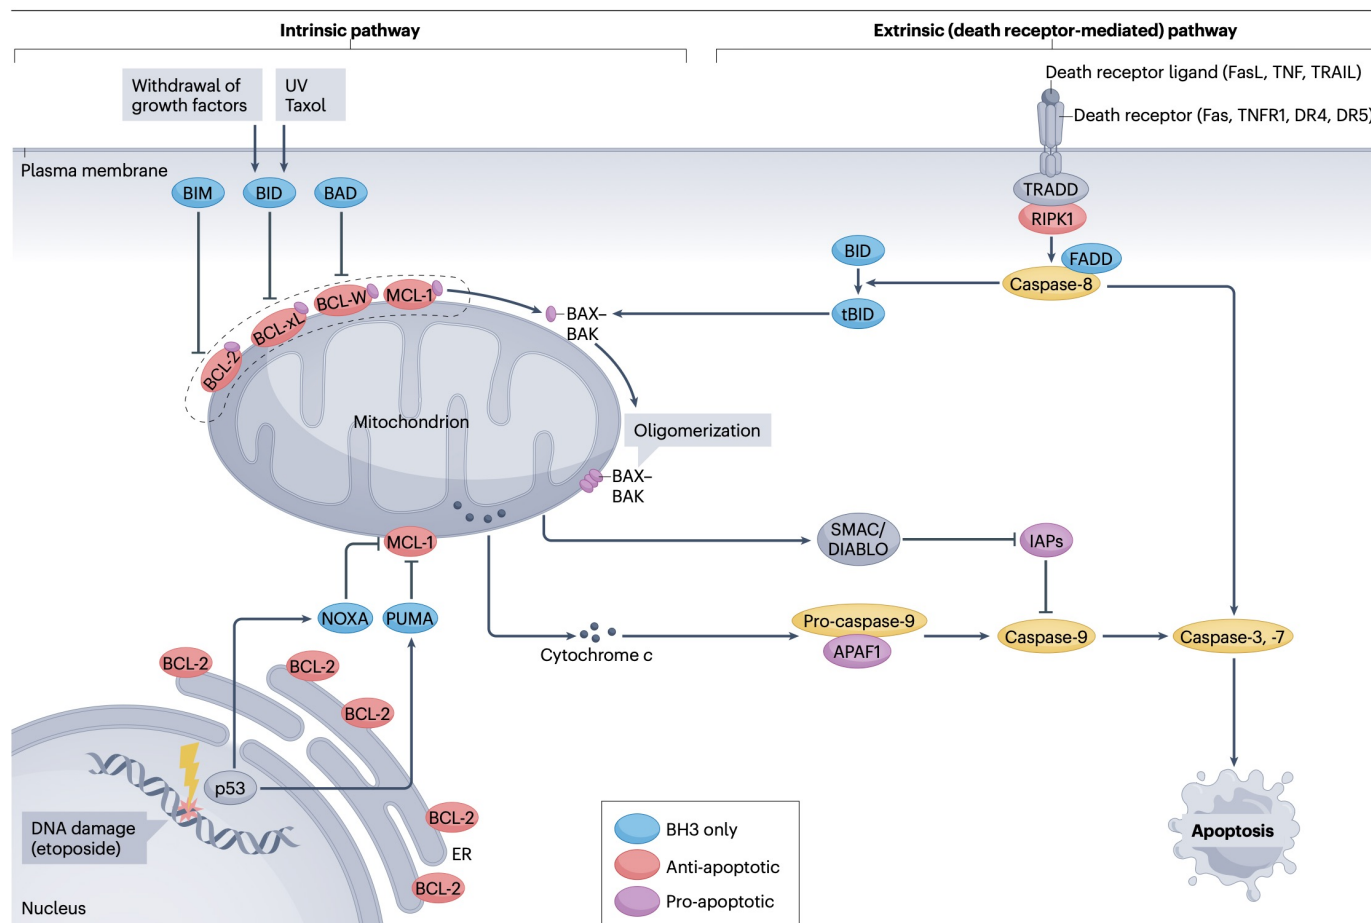 Intrinsic pathway
Extrinsic (death receptor-mediated) pathway
Withdrawal of
growth factors
UV
Taxol
Death receptor ligand (FasL, TNF, TRAIL)
Death receptor (Fas, TNFR1, DR4, DR5)
Plasma membrane
BIM
BID
BAD
TRADD
RIPK1
FADD
Caspase-8
BID
tBID
BCL-2
BCL-xL
BCL-W
MCL-1
BAX–
BAK
Mitochondrion
Oligomerization
BAX–
BAK
MCL-1
SMAC/
DIABLO
IAPs
NOXA
PUMA
Cytochrome c
Pro-caspase-9
APAF1
Caspase-9
Caspase-3, -7
BCL-2
BCL-2
BCL-2
p53
DNA damage
(etoposide)
BCL-2
ER
BCL-2
Nucleus
BH3 only
Anti-apoptotic
Pro-apoptotic
Apoptosis